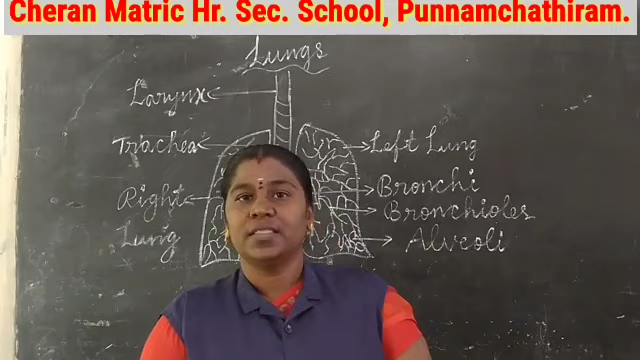 Cheran Matric Hr. Sec. School, Punnamchathiram.
Lungs
Larynx
Trachea
Left Lung
Right
Lung
Bronchi
Bronchioles
Alveoli